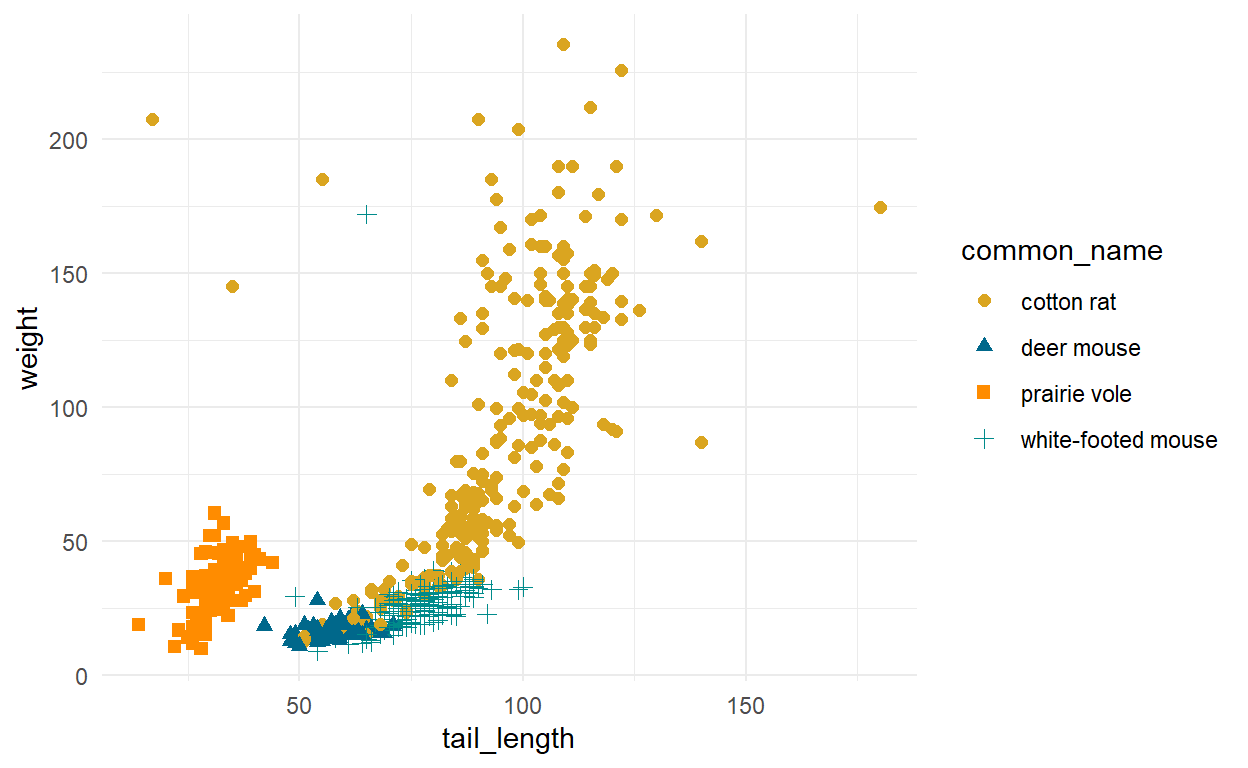 weight
200
150
100
50
0
50 100 150
tail_length
common_name
cotton rat
deer mouse
prairie vole
white-footed mouse